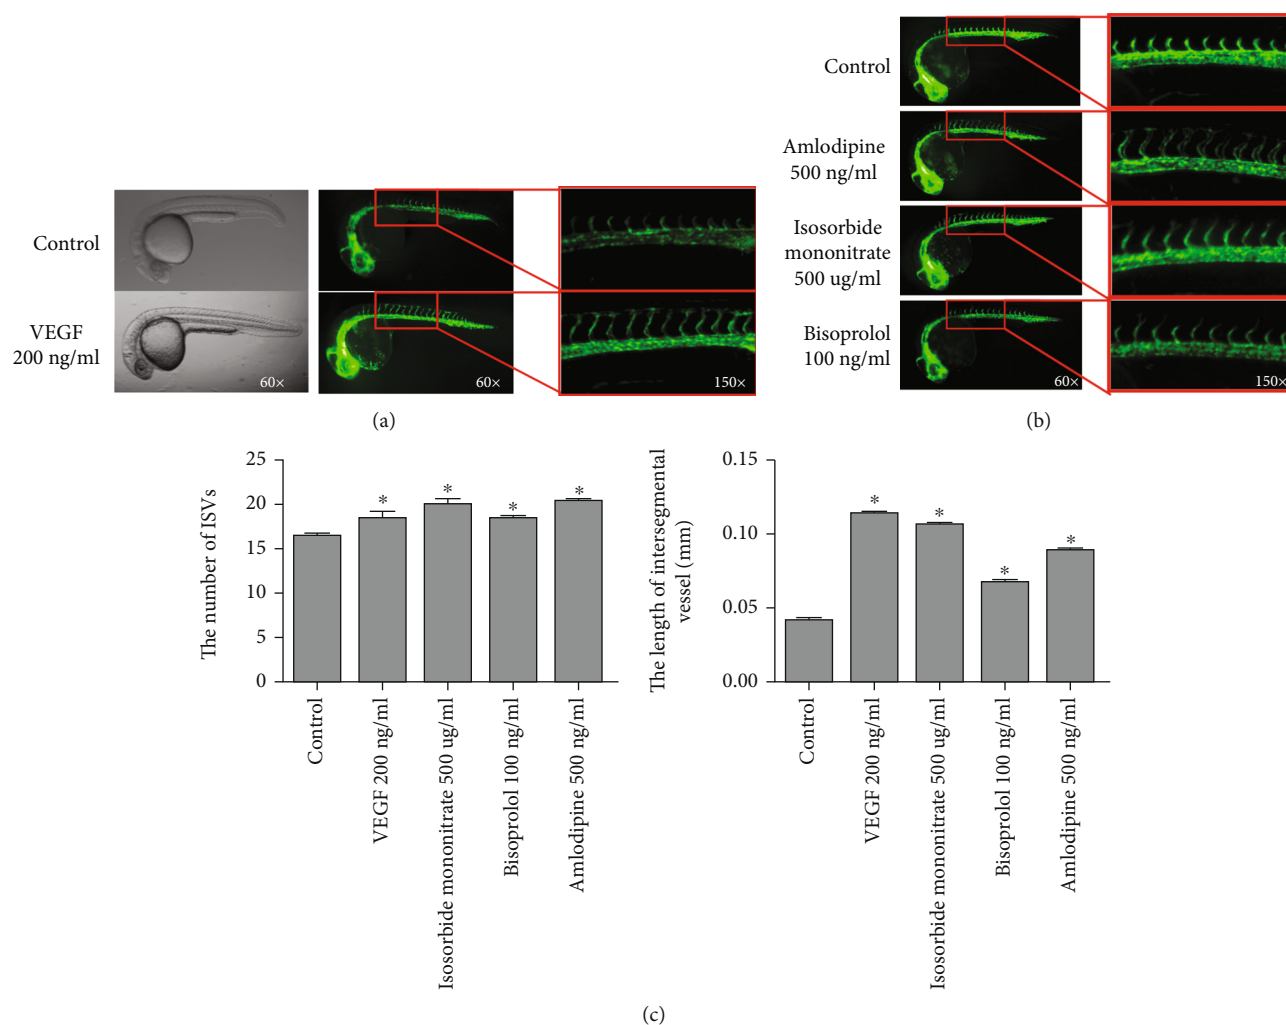 Control
VEGF
200 ng/ml
60×
60×
150×
(a)
Control
Amlodipine
500 ng/ml
Isosorbide
mononitrate
500 ug/ml
Bisoprolol
100 ng/ml
60×
150×
(b)
The number of ISVs
25
20
15
10
5
0
*
*
*
*
Control
VEGF 200 ng/ml
Isosorbide mononitrate 500 ug/ml
Bisoprolol 100 ng/ml
Amlodipine 500 ng/ml
The length of intersegmental
vessel (mm)
0.15
0.10
0.05
0.00
*
*
*
*
Control
VEGF 200 ng/ml
Isosorbide mononitrate 500 ug/ml
Bisoprolol 100 ng/ml
Amlodipine 500 ng/ml
(c)